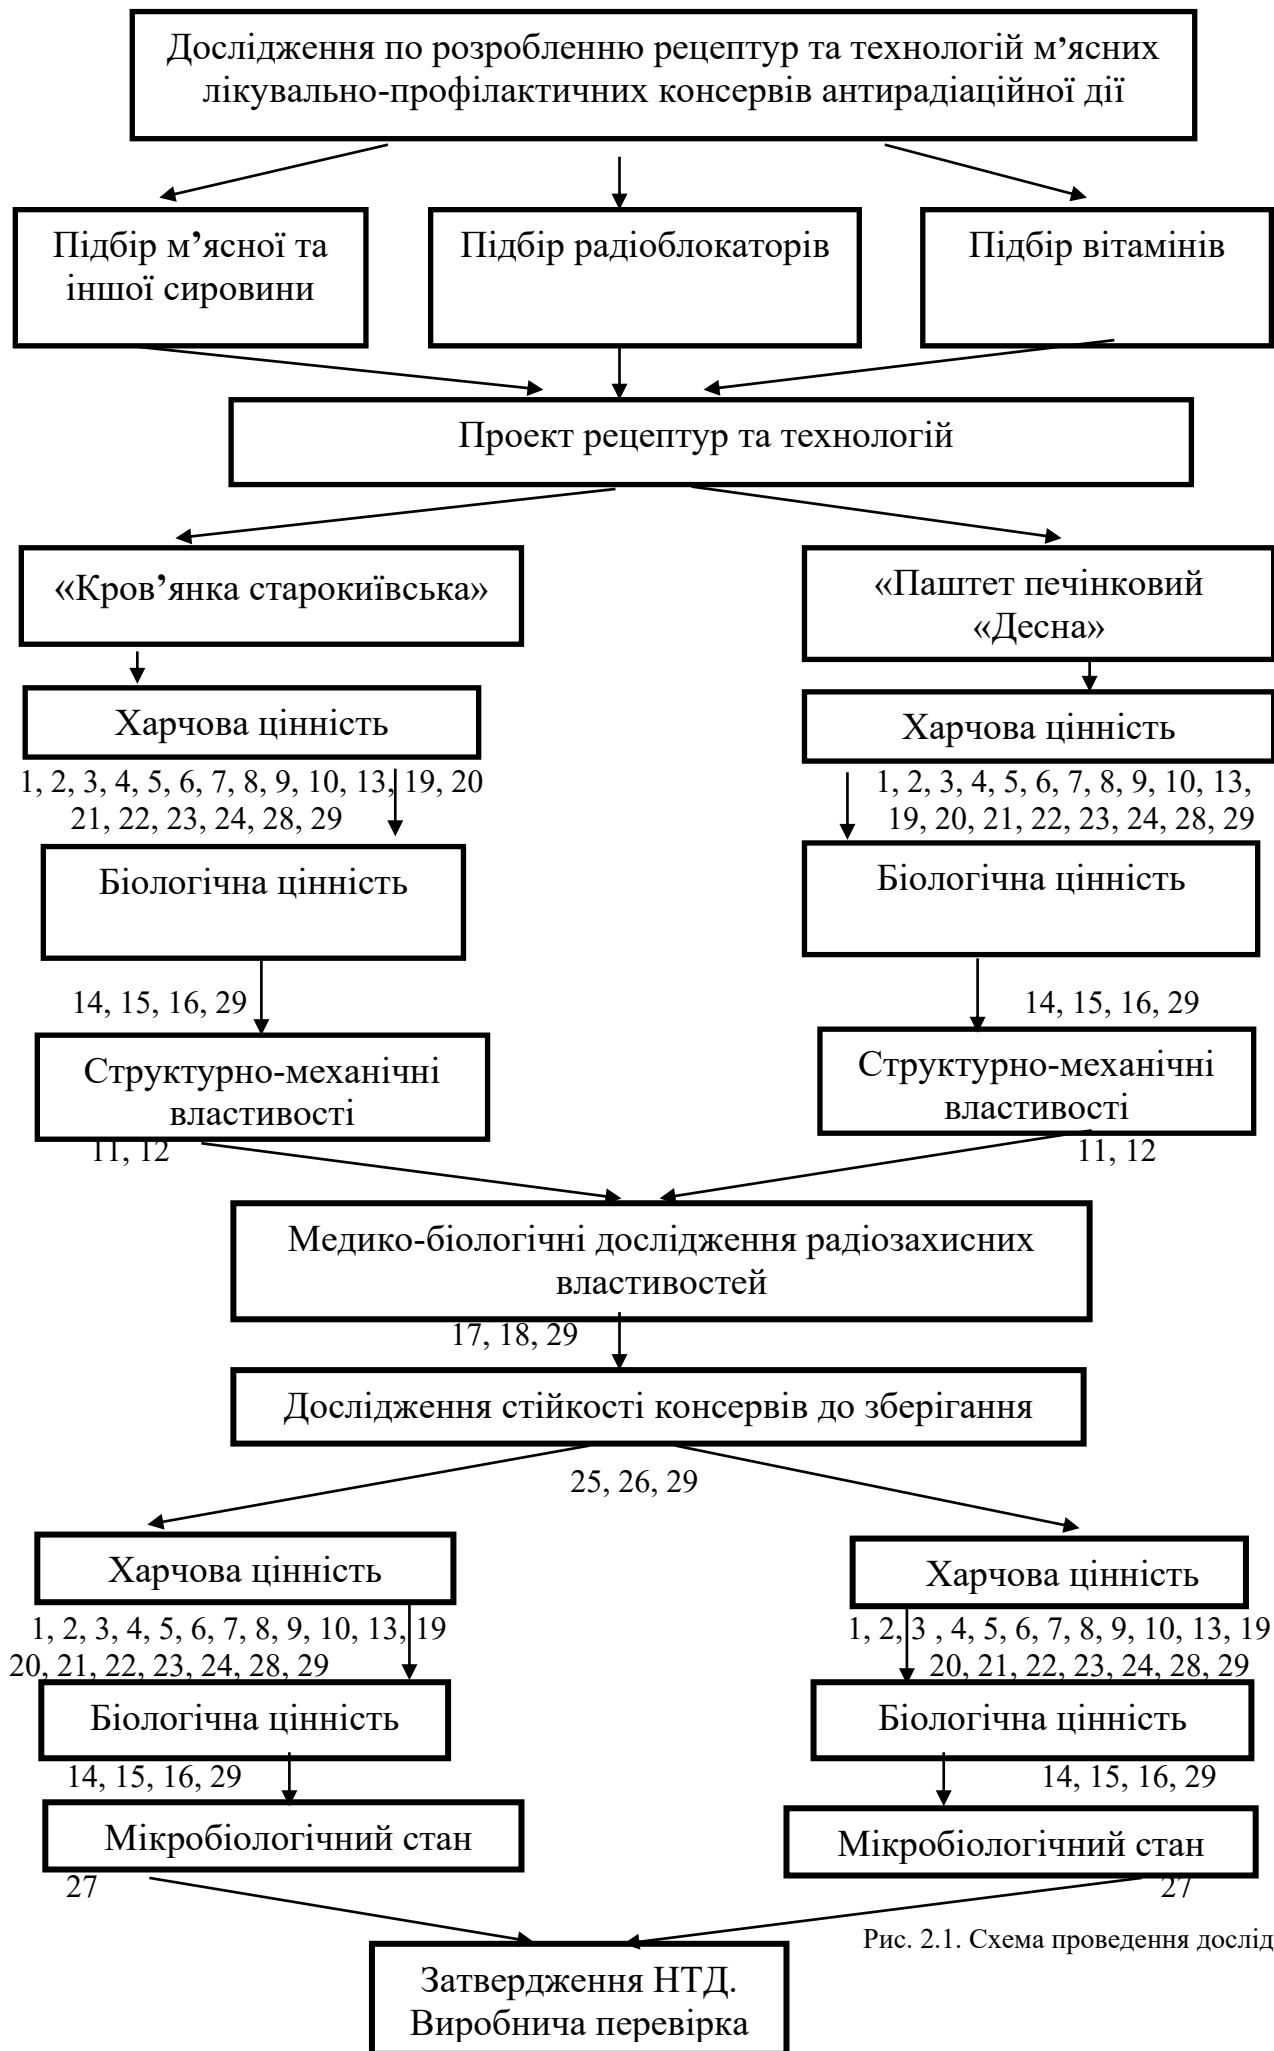 Дослідження по розробленню рецептур та технологій м’ясних
лікувально-профілактичних консервів антирадіаційної дії
Підбір м’ясної та
іншої сировини
Підбір радіоблокаторів
Підбір вітамінів
Проект рецептур та технологій
«Кров’янка старокиївська»
«Паштет печінковий
«Десна»
Харчова цінність
Харчова цінність
1, 2, 3, 4, 5, 6, 7, 8, 9, 10, 13, 19, 20
21, 22, 23, 24, 28, 29
1, 2, 3, 4, 5, 6, 7, 8, 9, 10, 13,
19, 20, 21, 22, 23, 24, 28, 29
Біологічна цінність
Біологічна цінність
14, 15, 16, 29
14, 15, 16, 29
Структурно-механічні
властивості
Структурно-механічні
властивості
11, 12
11, 12
Медико-біологічні дослідження радіозахисних
властивостей
17, 18, 29
Дослідження стійкості консервів до зберігання
25, 26, 29
Харчова цінність
Харчова цінність
1, 2, 3, 4, 5, 6, 7, 8, 9, 10, 13, 19
20, 21, 22, 23, 24, 28, 29
1, 2, 3 , 4, 5, 6, 7, 8, 9, 10, 13, 19
20, 21, 22, 23, 24, 28, 29
Біологічна цінність
Біологічна цінність
14, 15, 16, 29
14, 15, 16, 29
Мікробіологічний стан
Мікробіологічний стан
27
27
Рис. 2.1. Схема проведення дослід
Затвердження НТД.
Виробнича перевірка